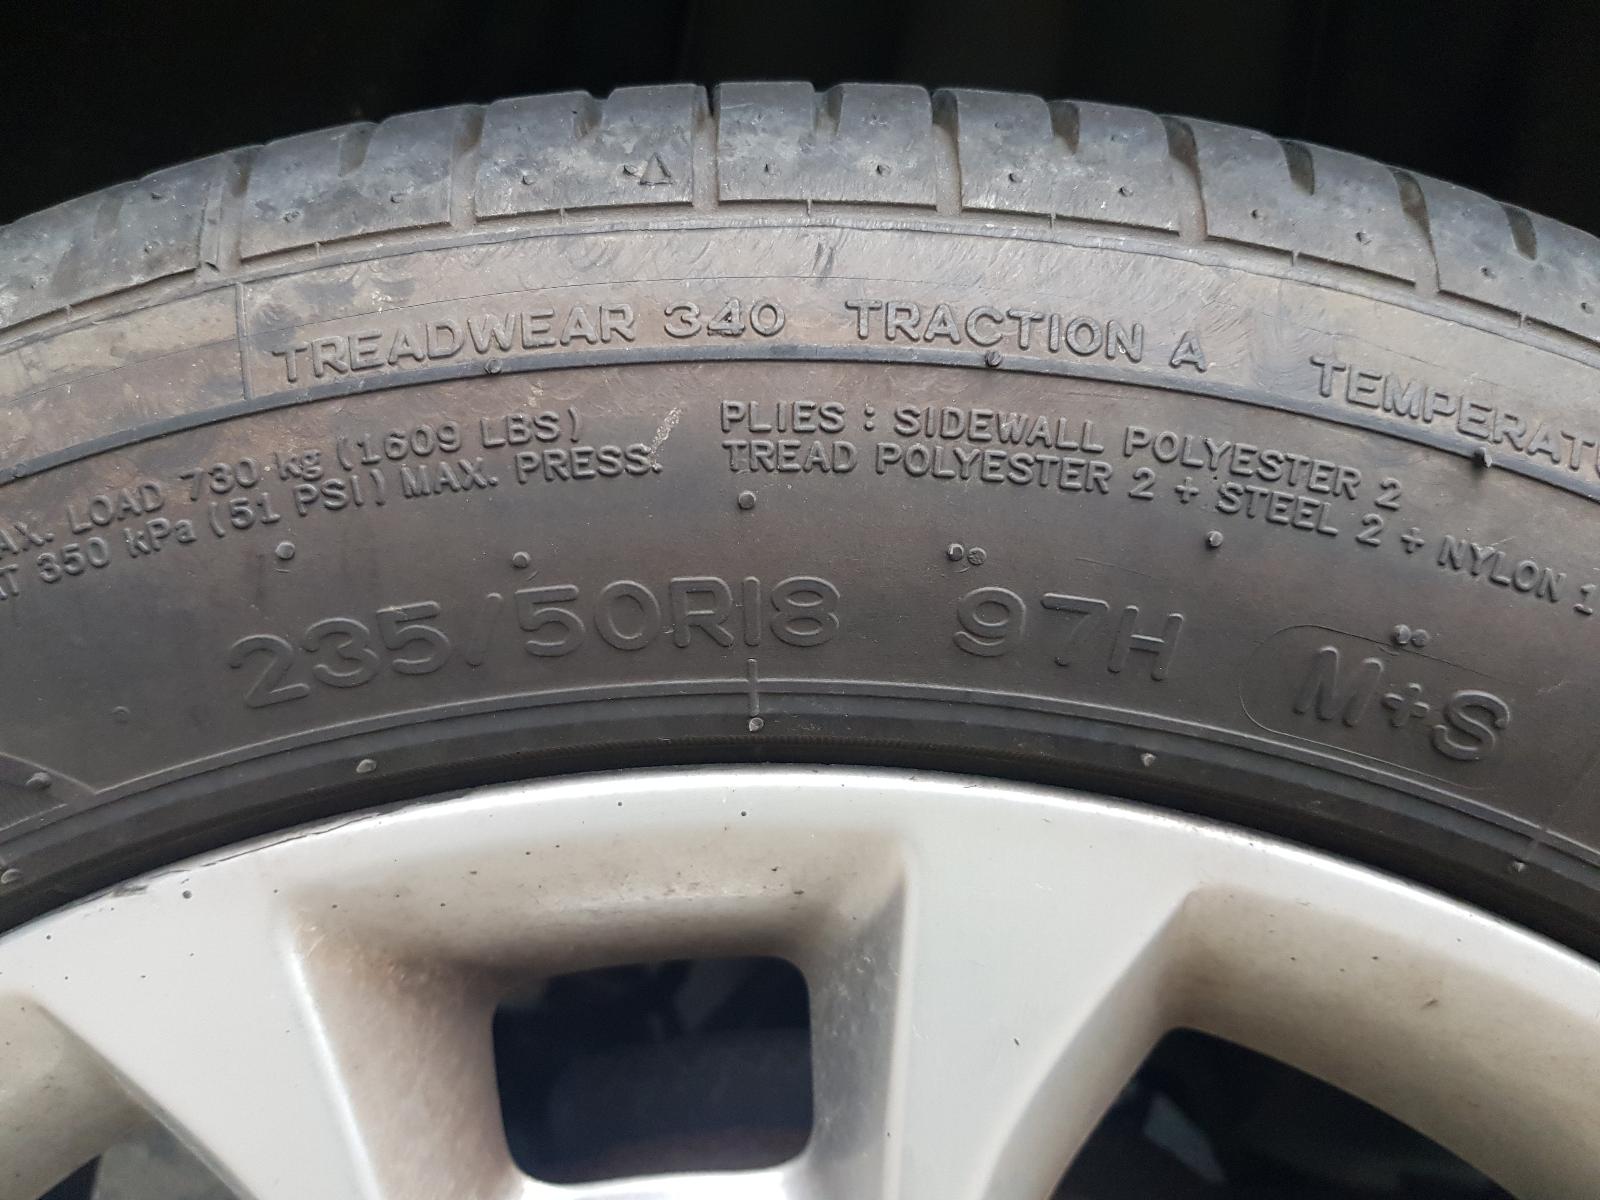 TREADWEAR 340 TRACTION A TEMPERATU
AX. LOAD 730 kg (1609 LBS)
AT 350 kPa (51 PSI) MAX. PRESS.
PLIES : SIDEWALL POLYESTER 2
TREAD POLYESTER 2 + STEEL 2 + NYLON 1
235/50R18 97H M+S